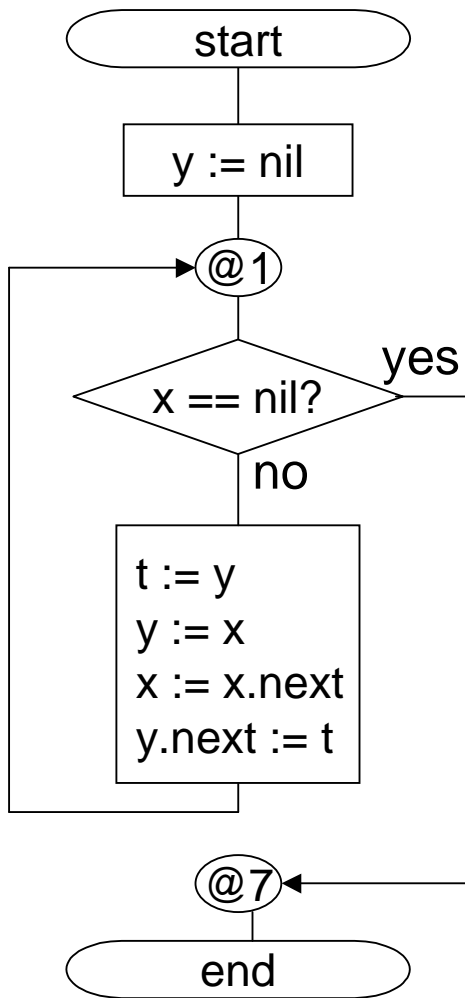 start
y := nil
@1
yes
x == nil?
no
t := y
y := x
x := x.next
y.next := t
@7
end